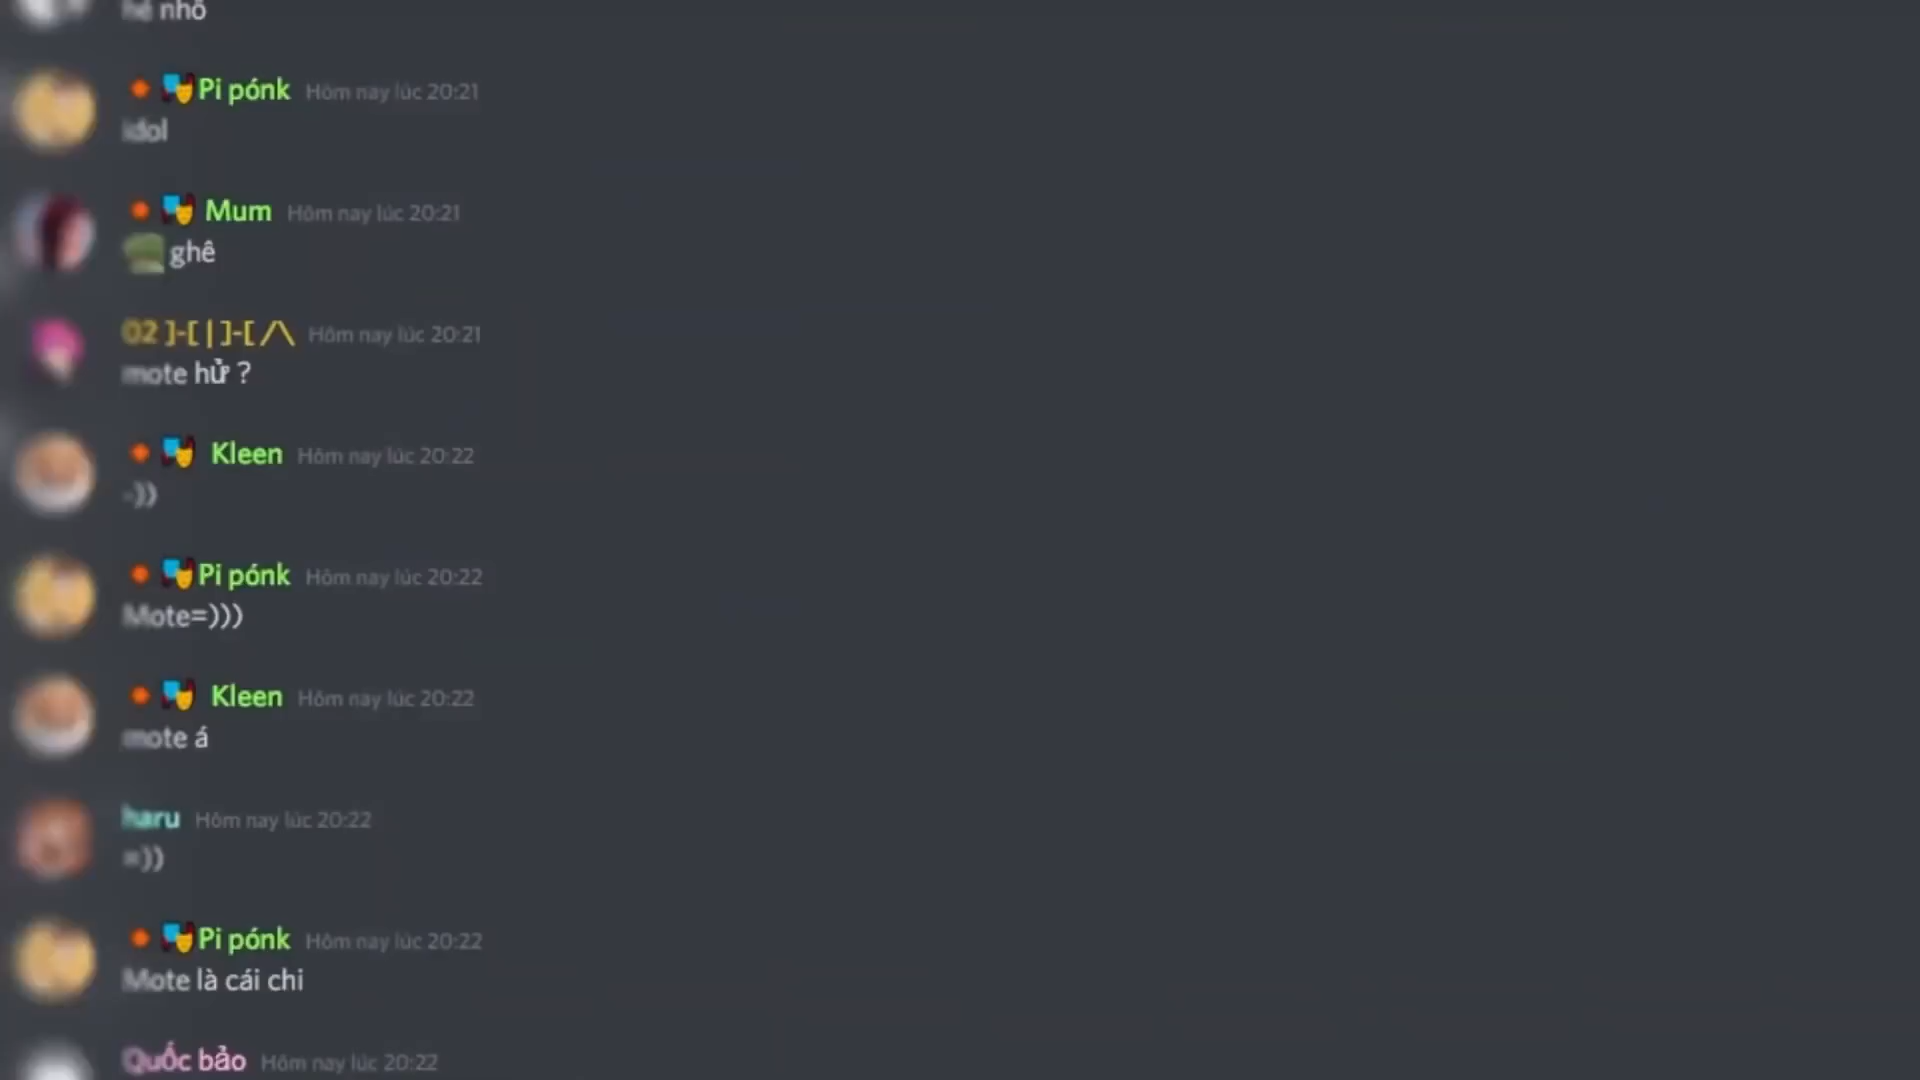 hê nhô
Pi pónk Hôm nay lúc 20:21
idol
Mum Hôm nay lúc 20:21
ghê
02 ]-[ | ]-[ /\ Hôm nay lúc 20:21
mote hử ?
Kleen Hôm nay lúc 20:22
-))
Pi pónk Hôm nay lúc 20:22
Mote=)))
Kleen Hôm nay lúc 20:22
mote á
haru Hôm nay lúc 20:22
=))
Pi pónk Hôm nay lúc 20:22
Mote là cái chi
Quốc bảo Hôm nay lúc 20:22